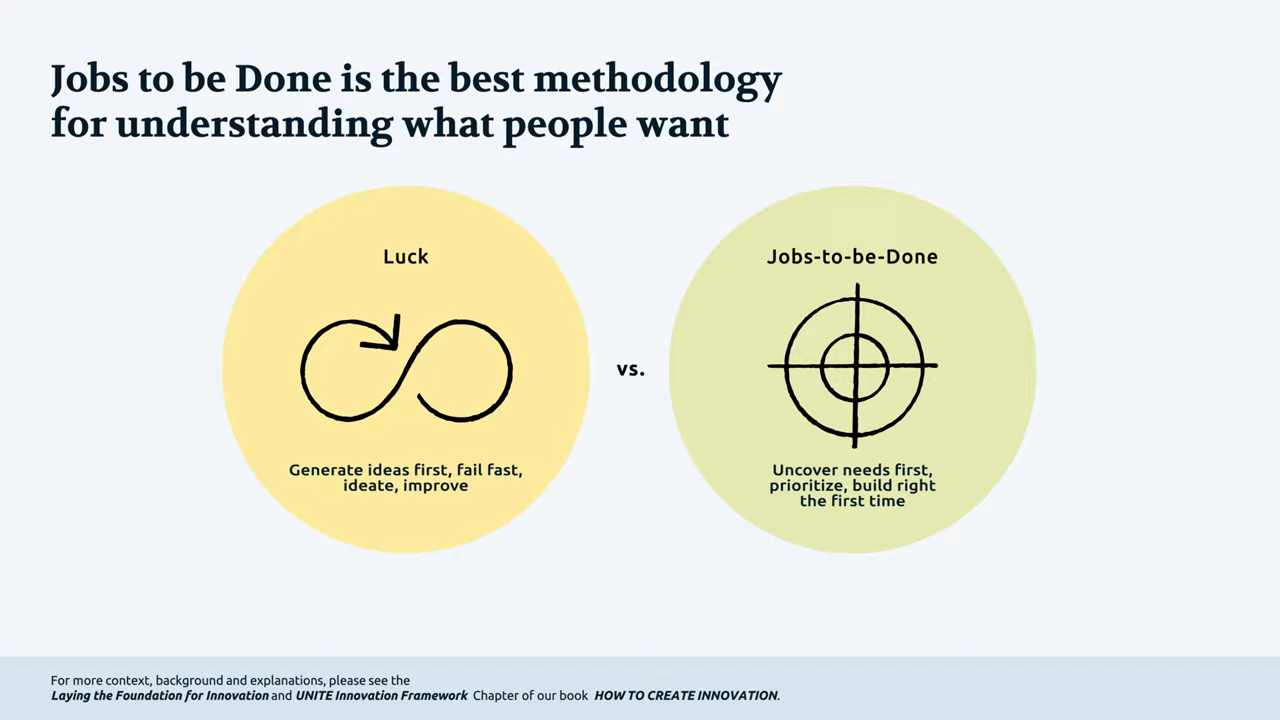 Jobs to be Done is the best methodology
for understanding what people want
Luck
Generate ideas first, fail fast,
ideate, improve
vs.
Jobs-to-be-Done
Uncover needs first,
prioritize, build right
the first time
For more context, background and explanations, please see the
Laying the Foundation for Innovation and UNITE Innovation Framework Chapter of our book HOW TO CREATE INNOVATION.